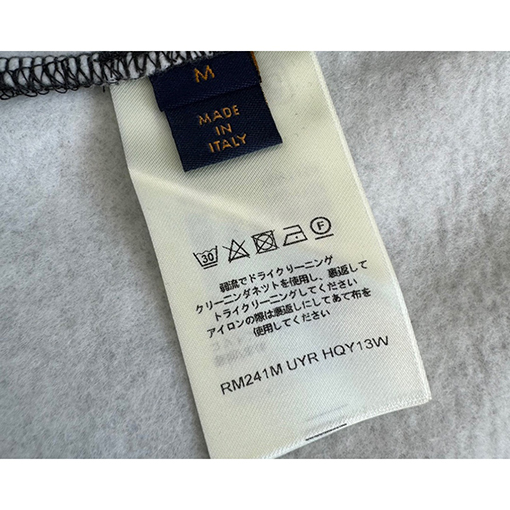 M
MADE
IN
ITALY
30
F
弱流でドライクリーニング
クリーニンダネットを使用し、裏返して
トライクリーニングしてください
アイロンの際は裏返しにしてあて布を
使用してください
RM241M UYR HQY13W